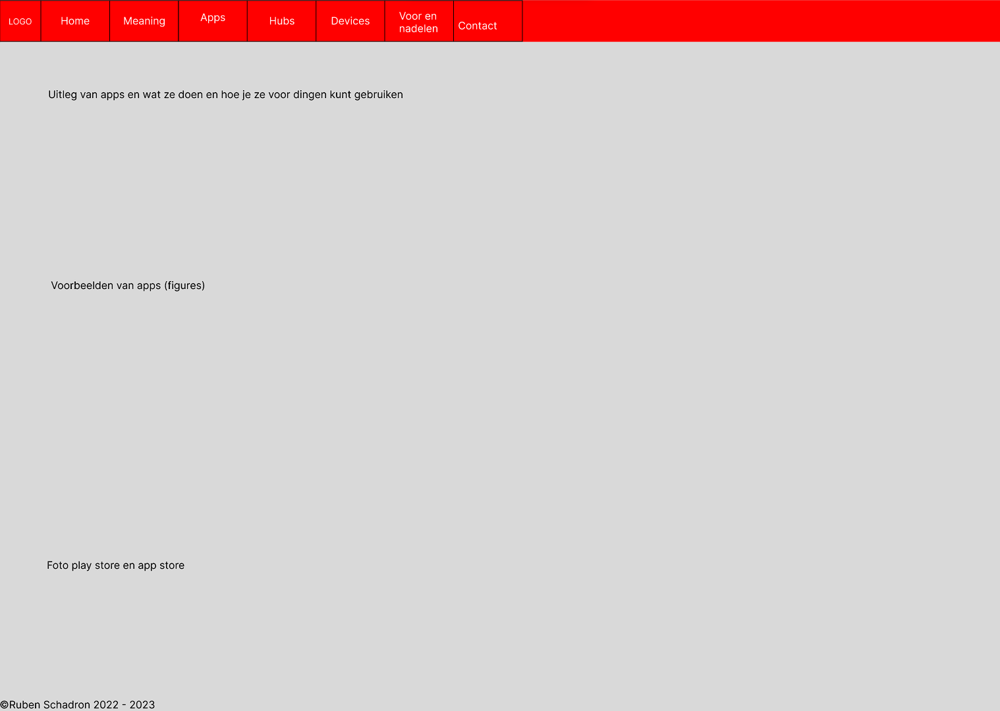 LOGO
Home
Meaning
Apps
Hubs
Devices
Voor en
nadelen
Contact
Uitleg van apps en wat ze doen en hoe je ze voor dingen kunt gebruiken
Voorbeelden van apps (figures)
Foto play store en app store
©Ruben Schadron 2022 - 2023